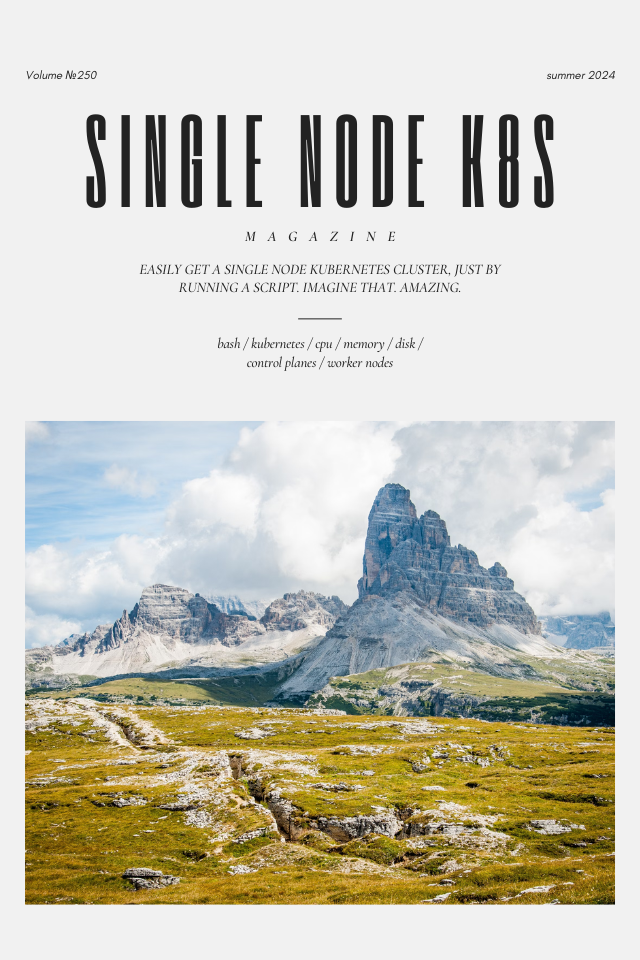 Volume №250
summer 2024
SINGLE NODE K8S
MAGAZINE
EASILY GET A SINGLE NODE KUBERNETES CLUSTER, JUST BY
RUNNING A SCRIPT. IMAGINE THAT. AMAZING.
bash / kubernetes / cpu / memory / disk /
control planes / worker nodes